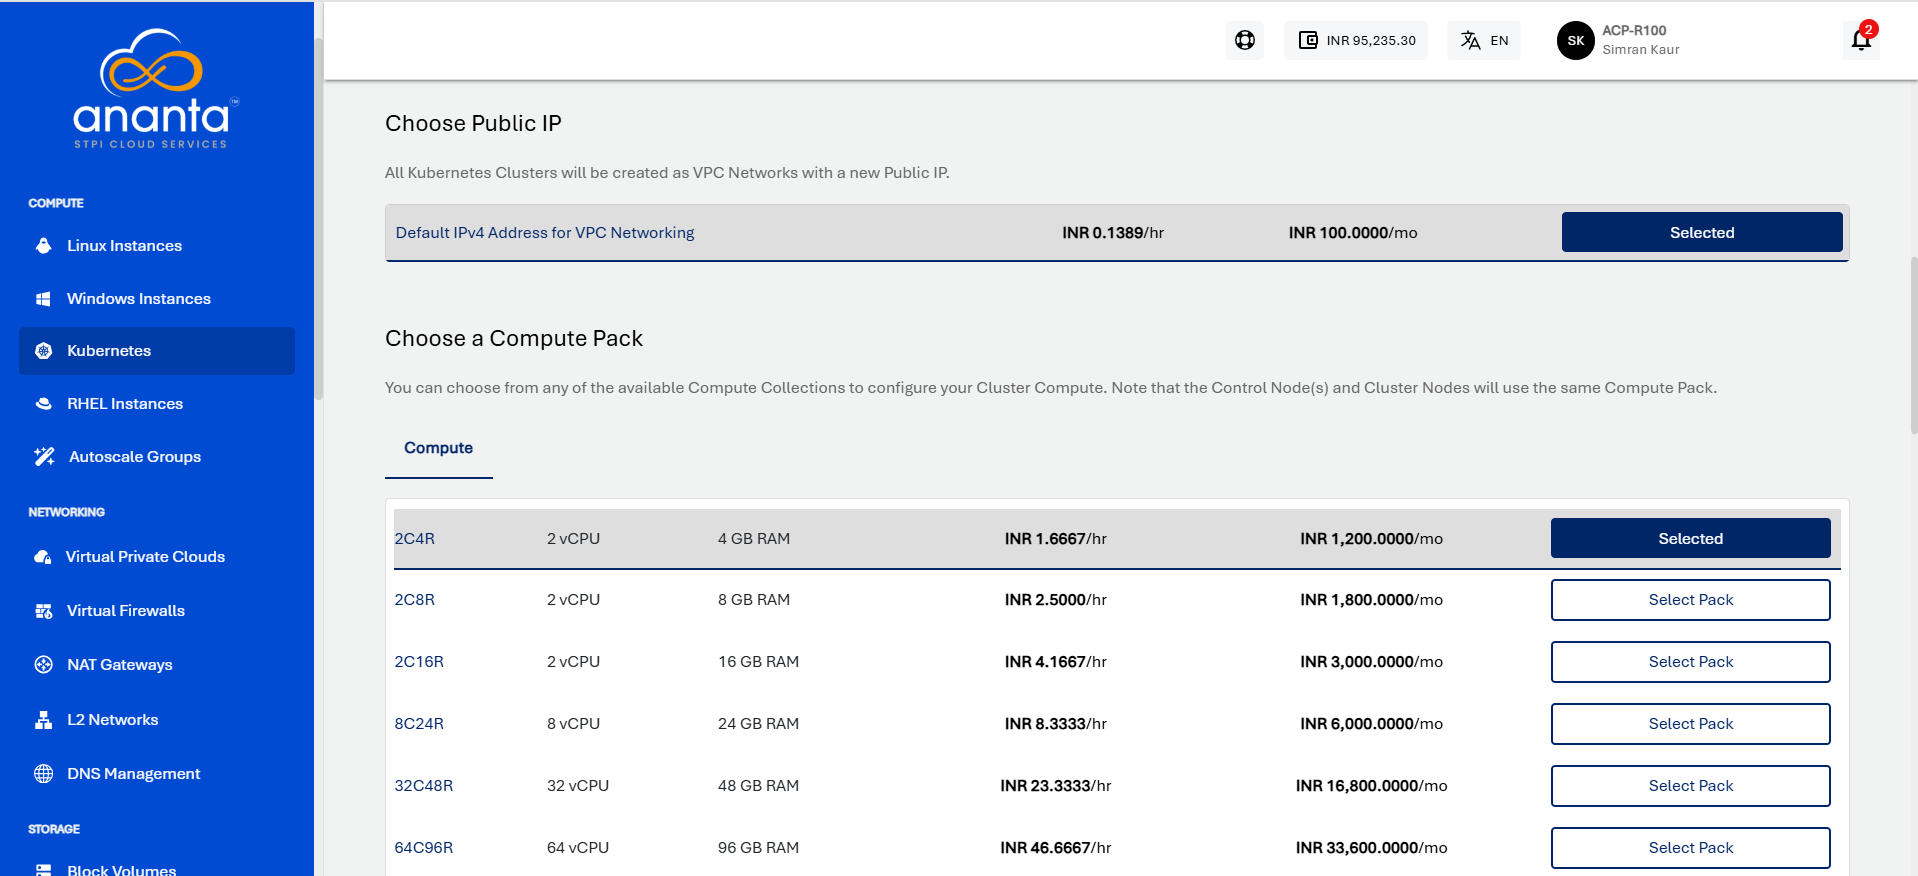 ananta™
STPI CLOUD SERVICES
COMPUTE
Linux Instances
Windows Instances
Kubernetes
RHEL Instances
Autoscale Groups
NETWORKING
Virtual Private Clouds
Virtual Firewalls
NAT Gateways
L2 Networks
DNS Management
STORAGE
Block Volumes
INR 95,235.30
EN
SK
ACP-R100
Simran Kaur
2
Choose Public IP
All Kubernetes Clusters will be created as VPC Networks with a new Public IP.
Default IPv4 Address for VPC Networking INR 0.1389/hr INR 100.0000/mo Selected
Choose a Compute Pack
You can choose from any of the available Compute Collections to configure your Cluster Compute. Note that the Control Node(s) and Cluster Nodes will use the same Compute Pack.
Compute
2C4R 2 vCPU 4 GB RAM INR 1.6667/hr INR 1,200.0000/mo Selected
2C8R 2 vCPU 8 GB RAM INR 2.5000/hr INR 1,800.0000/mo Select Pack
2C16R 2 vCPU 16 GB RAM INR 4.1667/hr INR 3,000.0000/mo Select Pack
8C24R 8 vCPU 24 GB RAM INR 8.3333/hr INR 6,000.0000/mo Select Pack
32C48R 32 vCPU 48 GB RAM INR 23.3333/hr INR 16,800.0000/mo Select Pack
64C96R 64 vCPU 96 GB RAM INR 46.6667/hr INR 33,600.0000/mo Select Pack